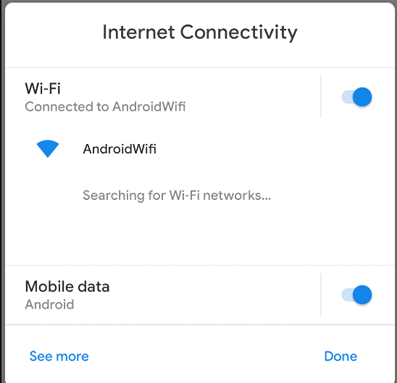 Internet Connectivity
Wi-Fi
Connected to AndroidWifi
AndroidWifi
Searching for Wi-Fi networks...
Mobile data
Android
See more
Done